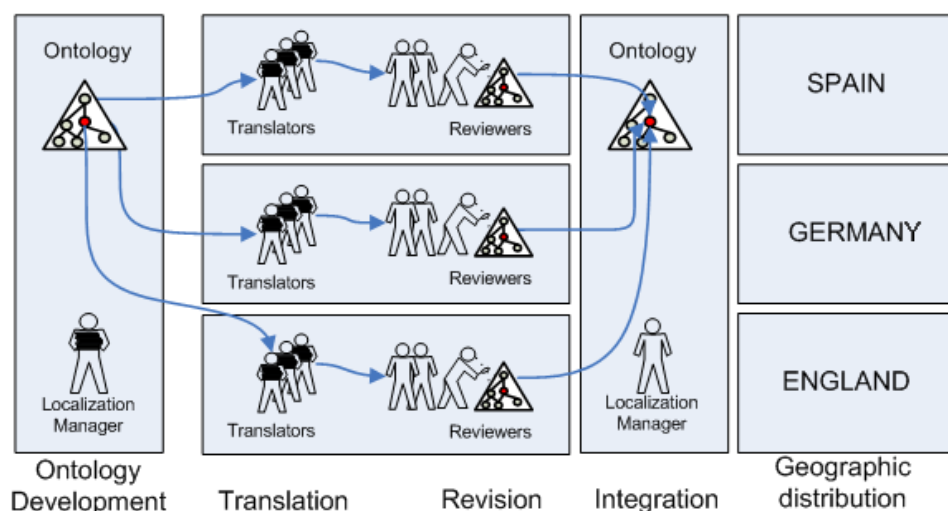 Ontology
Translators
Reviewers
Ontology
SPAIN
Translators
Reviewers
GERMANY
Localization
Manager
Translators
Reviewers
Localization
Manager
ENGLAND
Ontology
Development
Translation
Revision
Integration
Geographic
distribution